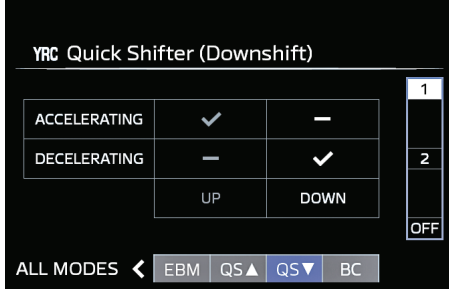 YRC Quick Shifter (Downshift)
1
ACCELERATING ✓ –
DECELERATING – ✓
2
UP DOWN
OFF
ALL MODES < EBM QS▲ QS▼ BC